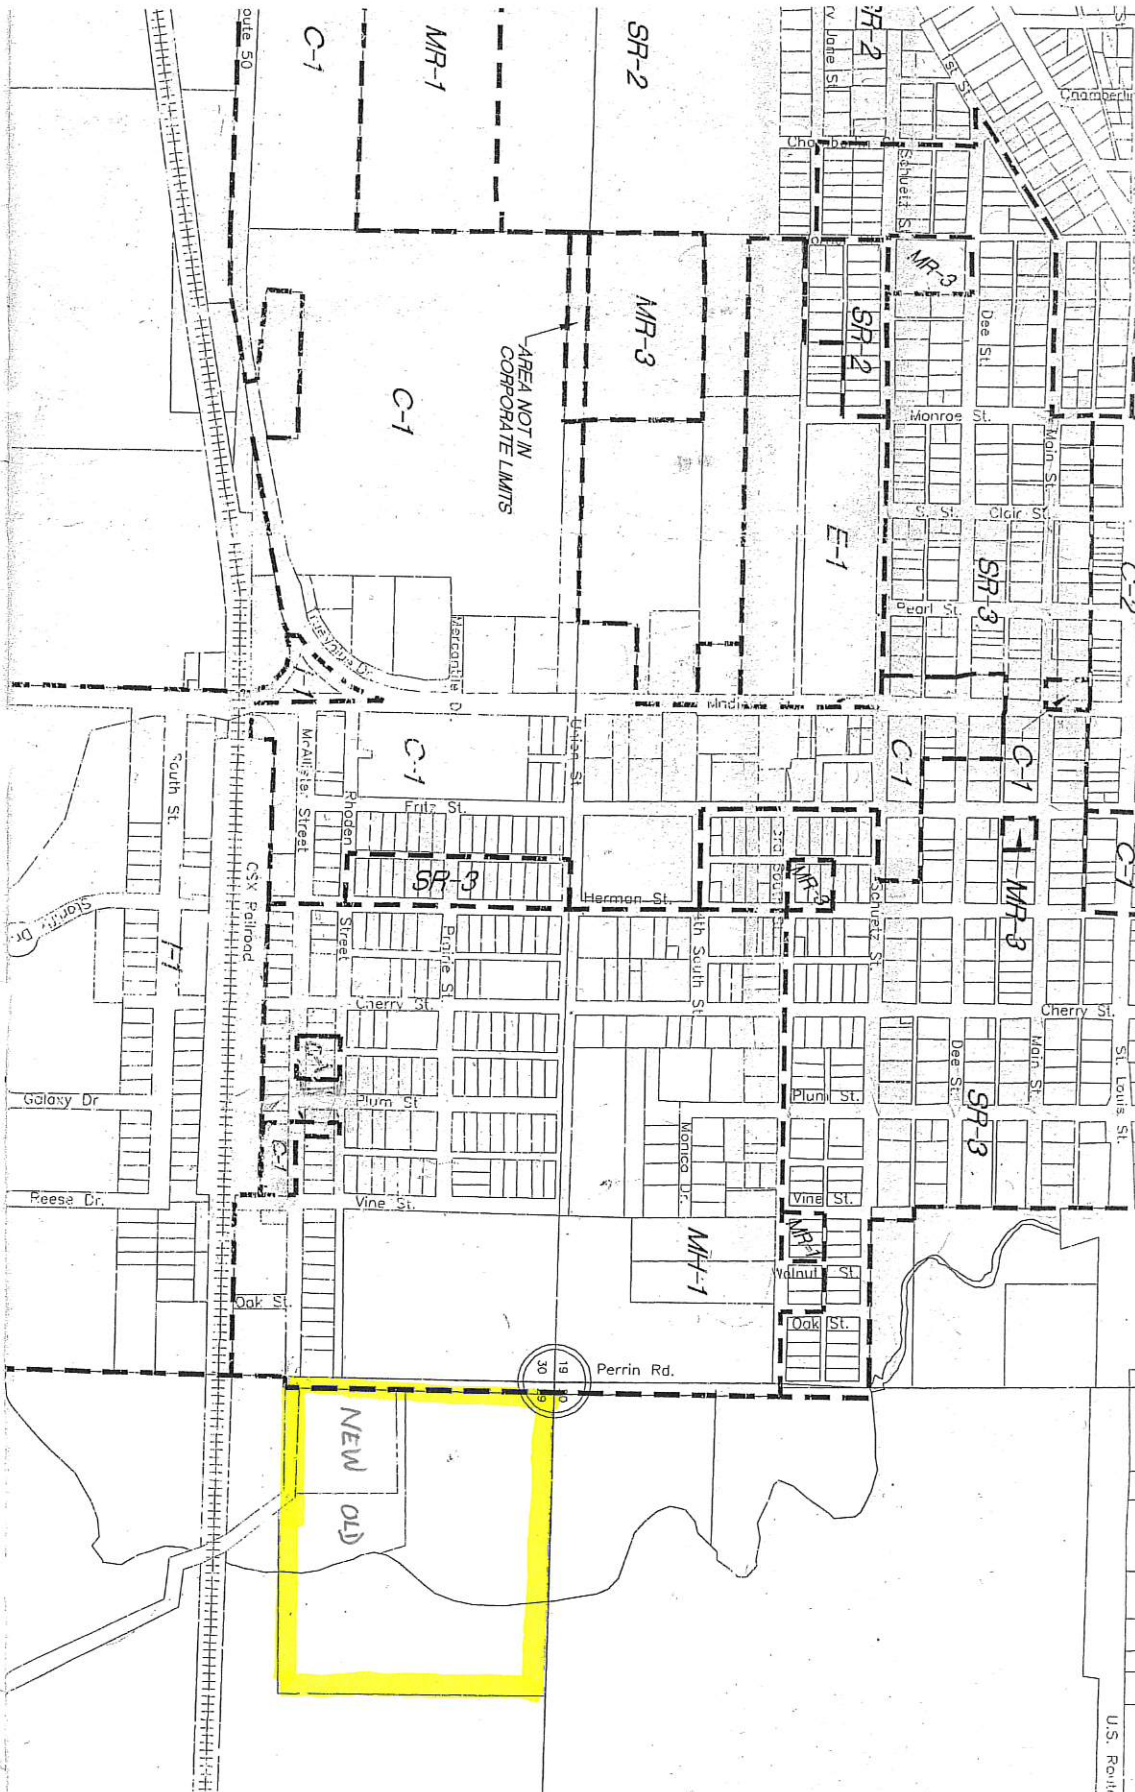 C-1
MR-1
SR-2
SR-2
Chamberlin
1st St.
Schuetz St.
MR-3
Dee St.
MR-3
SR-2
AREA NOT IN
CORPORATE LIMITS
C-1
Monroe St.
Main St.
Clair St.
E-1
SR-3
C-2
Pearl St.
Mercantile Dr.
I-1
C-1
C-1
C-1
C-1
Union St.
McAllister Street
Rhoden
Street
Fritz St.
South St.
CSX Railroad
SR-3
Herman St.
MR-3
Schuetz St.
4th South St.
Prairie St.
I-1
Cherry St.
Cherry St.
Dee St.
Main St.
St. Louis St.
Galaxy Dr
Plum St
Plum St.
SR-3
Monica Dr.
C-1
Reese Dr.
Vine St.
Vine St.
MH-1
MR-1
Walnut St.
Oak St.
Oak St.
Perrin Rd.
19
30
NEW
OLD
U.S. Route